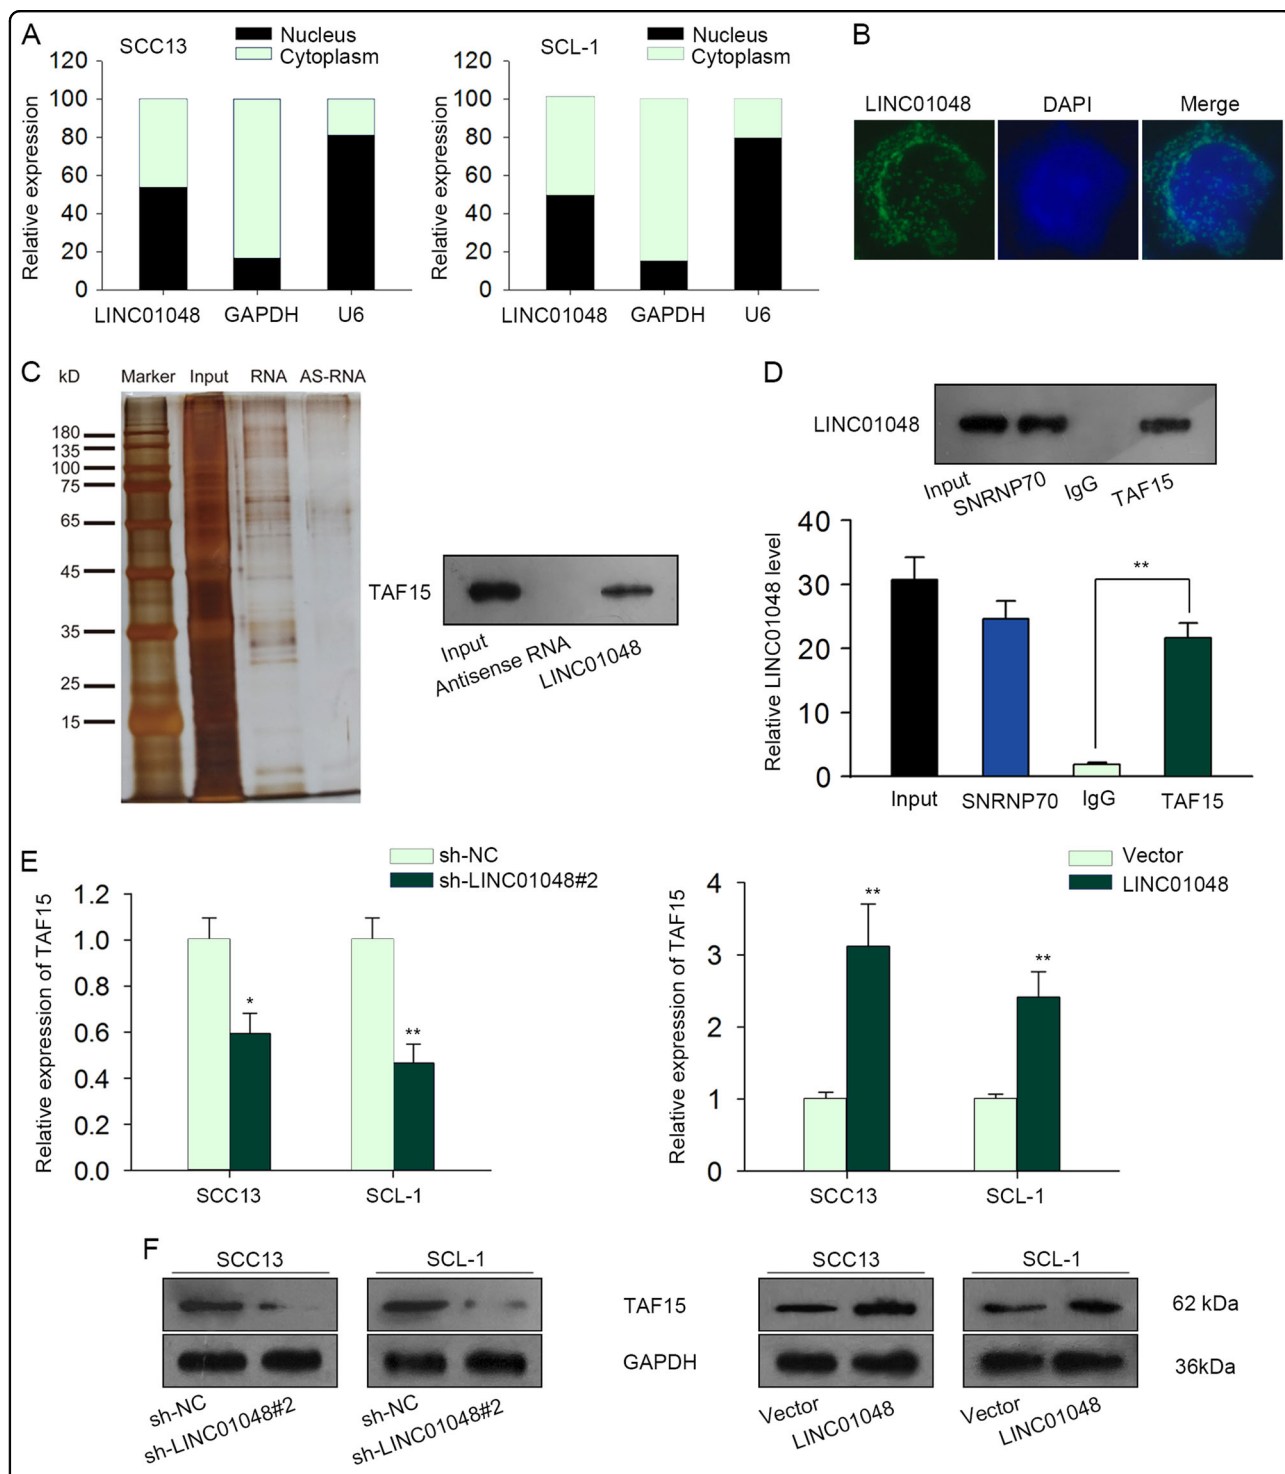 A
SCC13
Nucleus
Cytoplasm
Relative expression
120
100
80
60
40
20
0
LINC01048
GAPDH
U6
SCL-1
Nucleus
Cytoplasm
Relative expression
120
100
80
60
40
20
0
LINC01048
GAPDH
U6
B
LINC01048
DAPI
Merge
C
kD
Marker
Input
RNA
AS-RNA
180
135
100
75
65
45
35
25
15
TAF15
Input
Antisense RNA
LINC01048
D
LINC01048
Input
SNRNP70
IgG
TAF15
Relative LINC01048 level
40
30
20
10
0
**
Input
SNRNP70
IgG
TAF15
E
sh-NC
sh-LINC01048#2
Relative expression of TAF15
1.2
1.0
0.8
0.6
0.4
0.2
0.0
*
**
SCC13
SCL-1
Vector
LINC01048
Relative expression of TAF15
4
3
2
1
0
**
**
SCC13
SCL-1
F
SCC13
SCL-1
SCC13
SCL-1
TAF15
62 kDa
GAPDH
36kDa
sh-NC
sh-LINC01048#2
sh-NC
sh-LINC01048#2
Vector
LINC01048
Vector
LINC01048